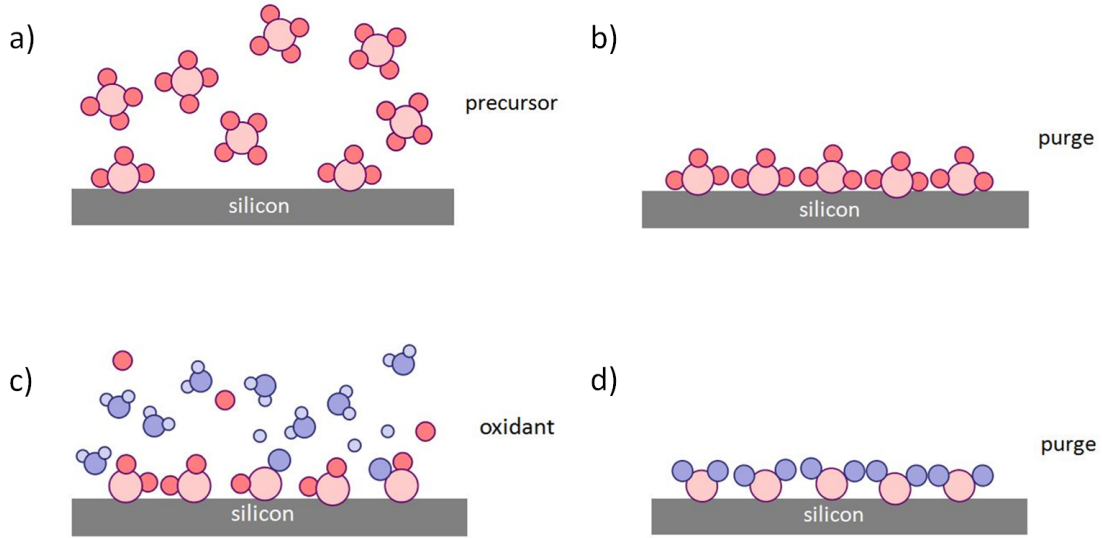 a)
precursor
silicon
b)
purge
silicon
c)
oxidant
silicon
d)
purge
silicon